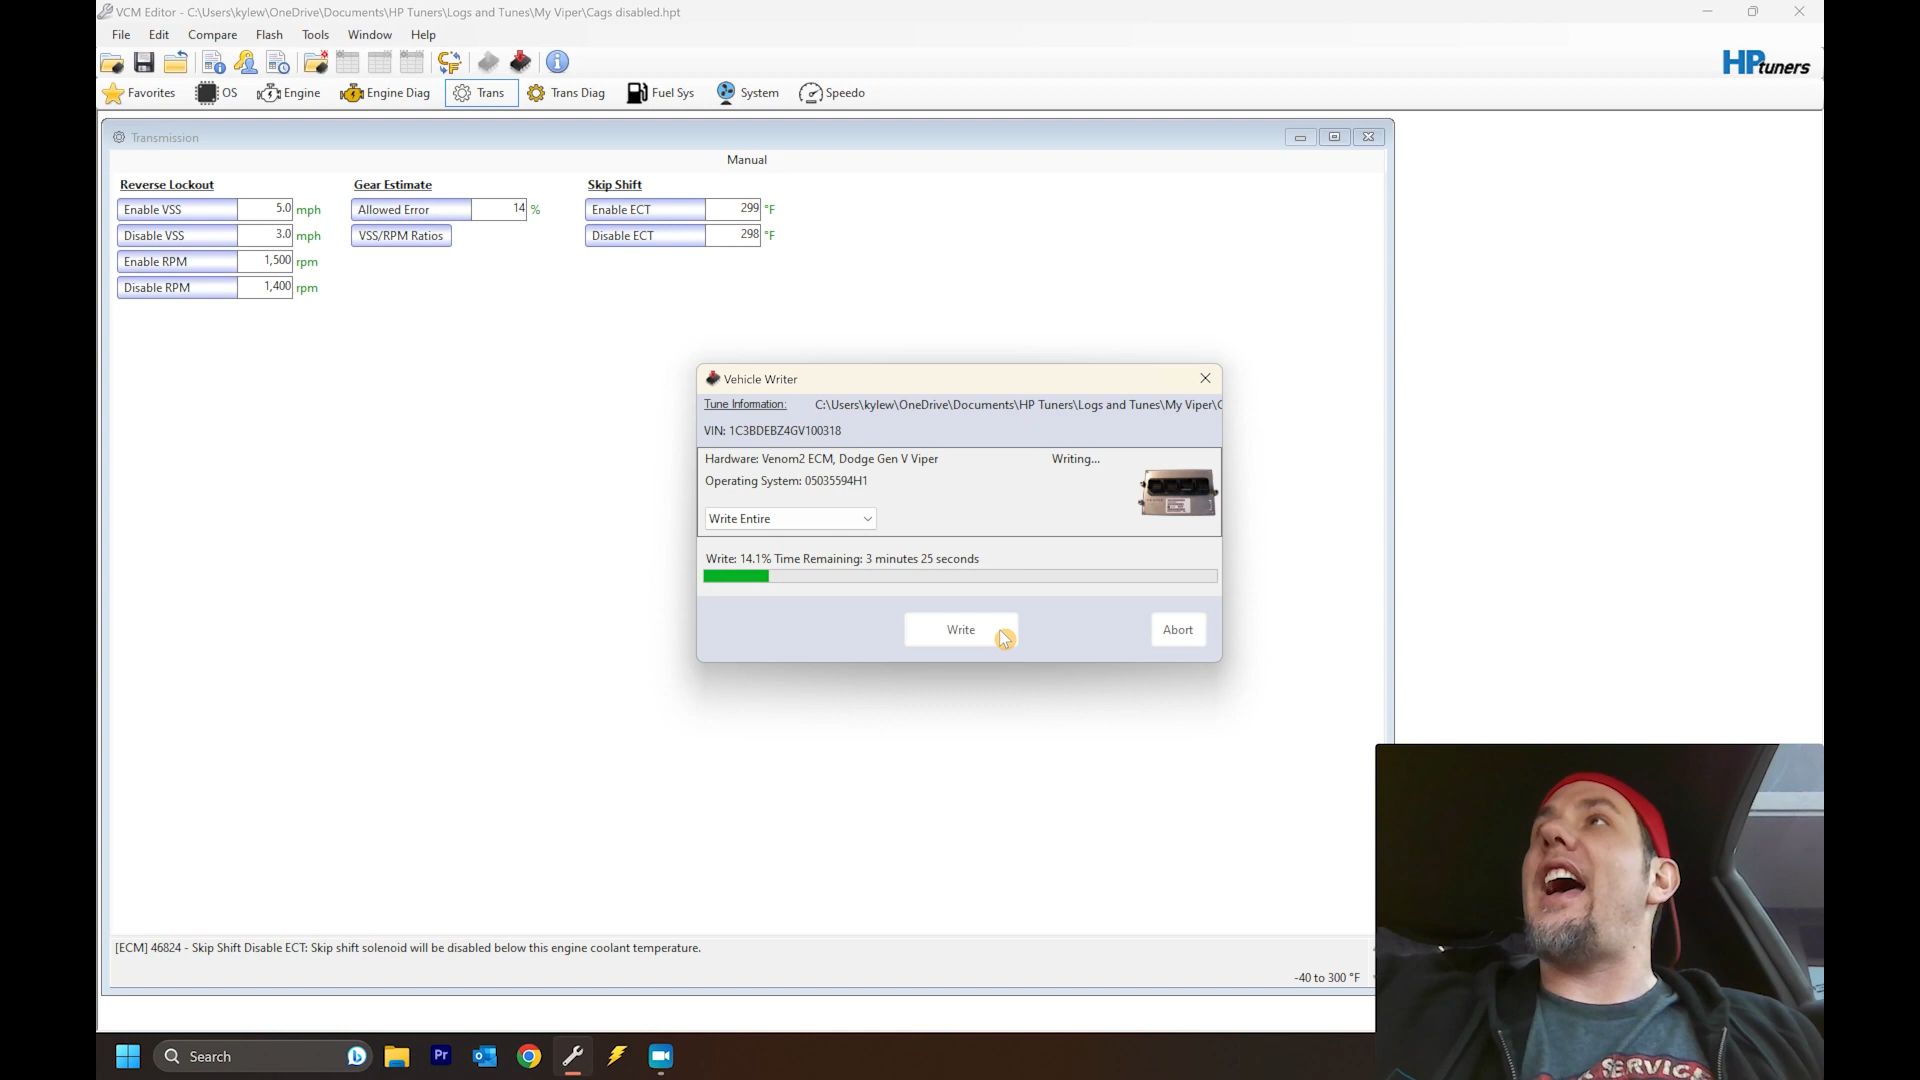 VCM Editor - C:\Users\kylew\OneDrive\Documents\HP Tuners\Logs and Tunes\My Viper\Cags disabled.hpt
File Edit Compare Flash Tools Window Help
HPtuners
Favorites OS Engine Engine Diag Trans Trans Diag Fuel Sys System Speedo
Transmission
Manual
Reverse Lockout Gear Estimate Skip Shift
Enable VSS 5.0 mph Allowed Error 14 % Enable ECT 299 °F
Disable VSS 3.0 mph VSS/RPM Ratios Disable ECT 298 °F
Enable RPM 1,500 rpm
Disable RPM 1,400 rpm
Vehicle Writer
Tune Information: C:\Users\kylew\OneDrive\Documents\HP Tuners\Logs and Tunes\My Viper\C
VIN: 1C3BDEBZ4GV100318
Hardware: Venom2 ECM, Dodge Gen V Viper Writing...
Operating System: 05035594H1
Write Entire
Write: 14.1% Time Remaining: 3 minutes 25 seconds
Write Abort
[ECM] 46824 - Skip Shift Disable ECT: Skip shift solenoid will be disabled below this engine coolant temperature.
-40 to 300 °F
Search Pr
SERVIC